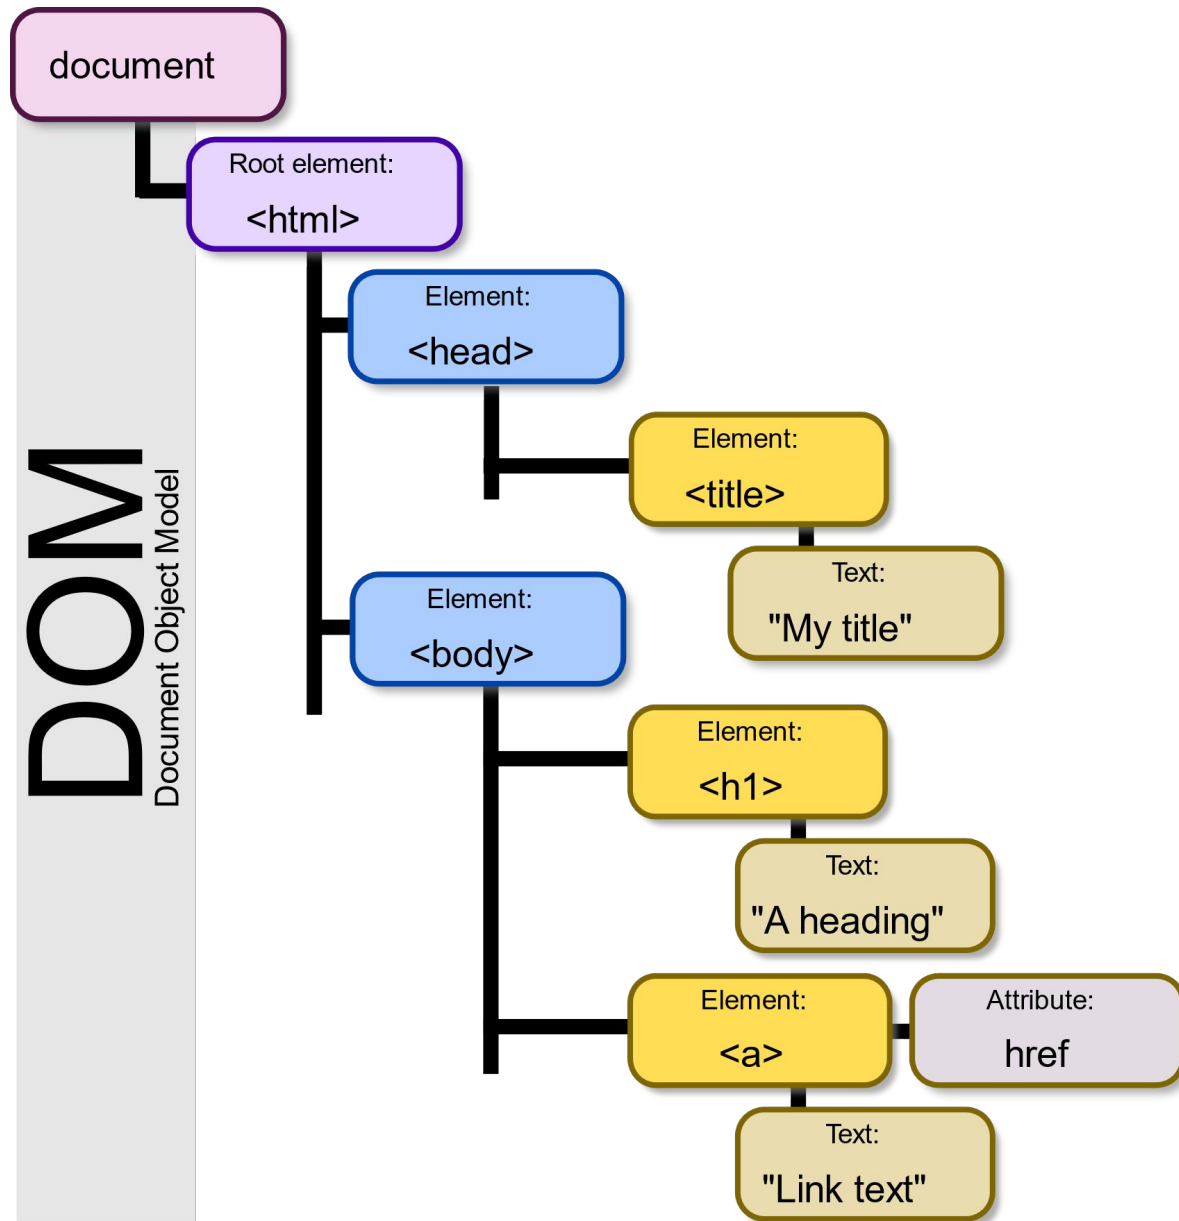 document
Root element:
<html>
Element:
<head>
Element:
<title>
Text:
"My title"
Element:
<body>
Element:
<h1>
Text:
"A heading"
Element:
<a>
Attribute:
href
Text:
"Link text"
DOM
Document Object Model